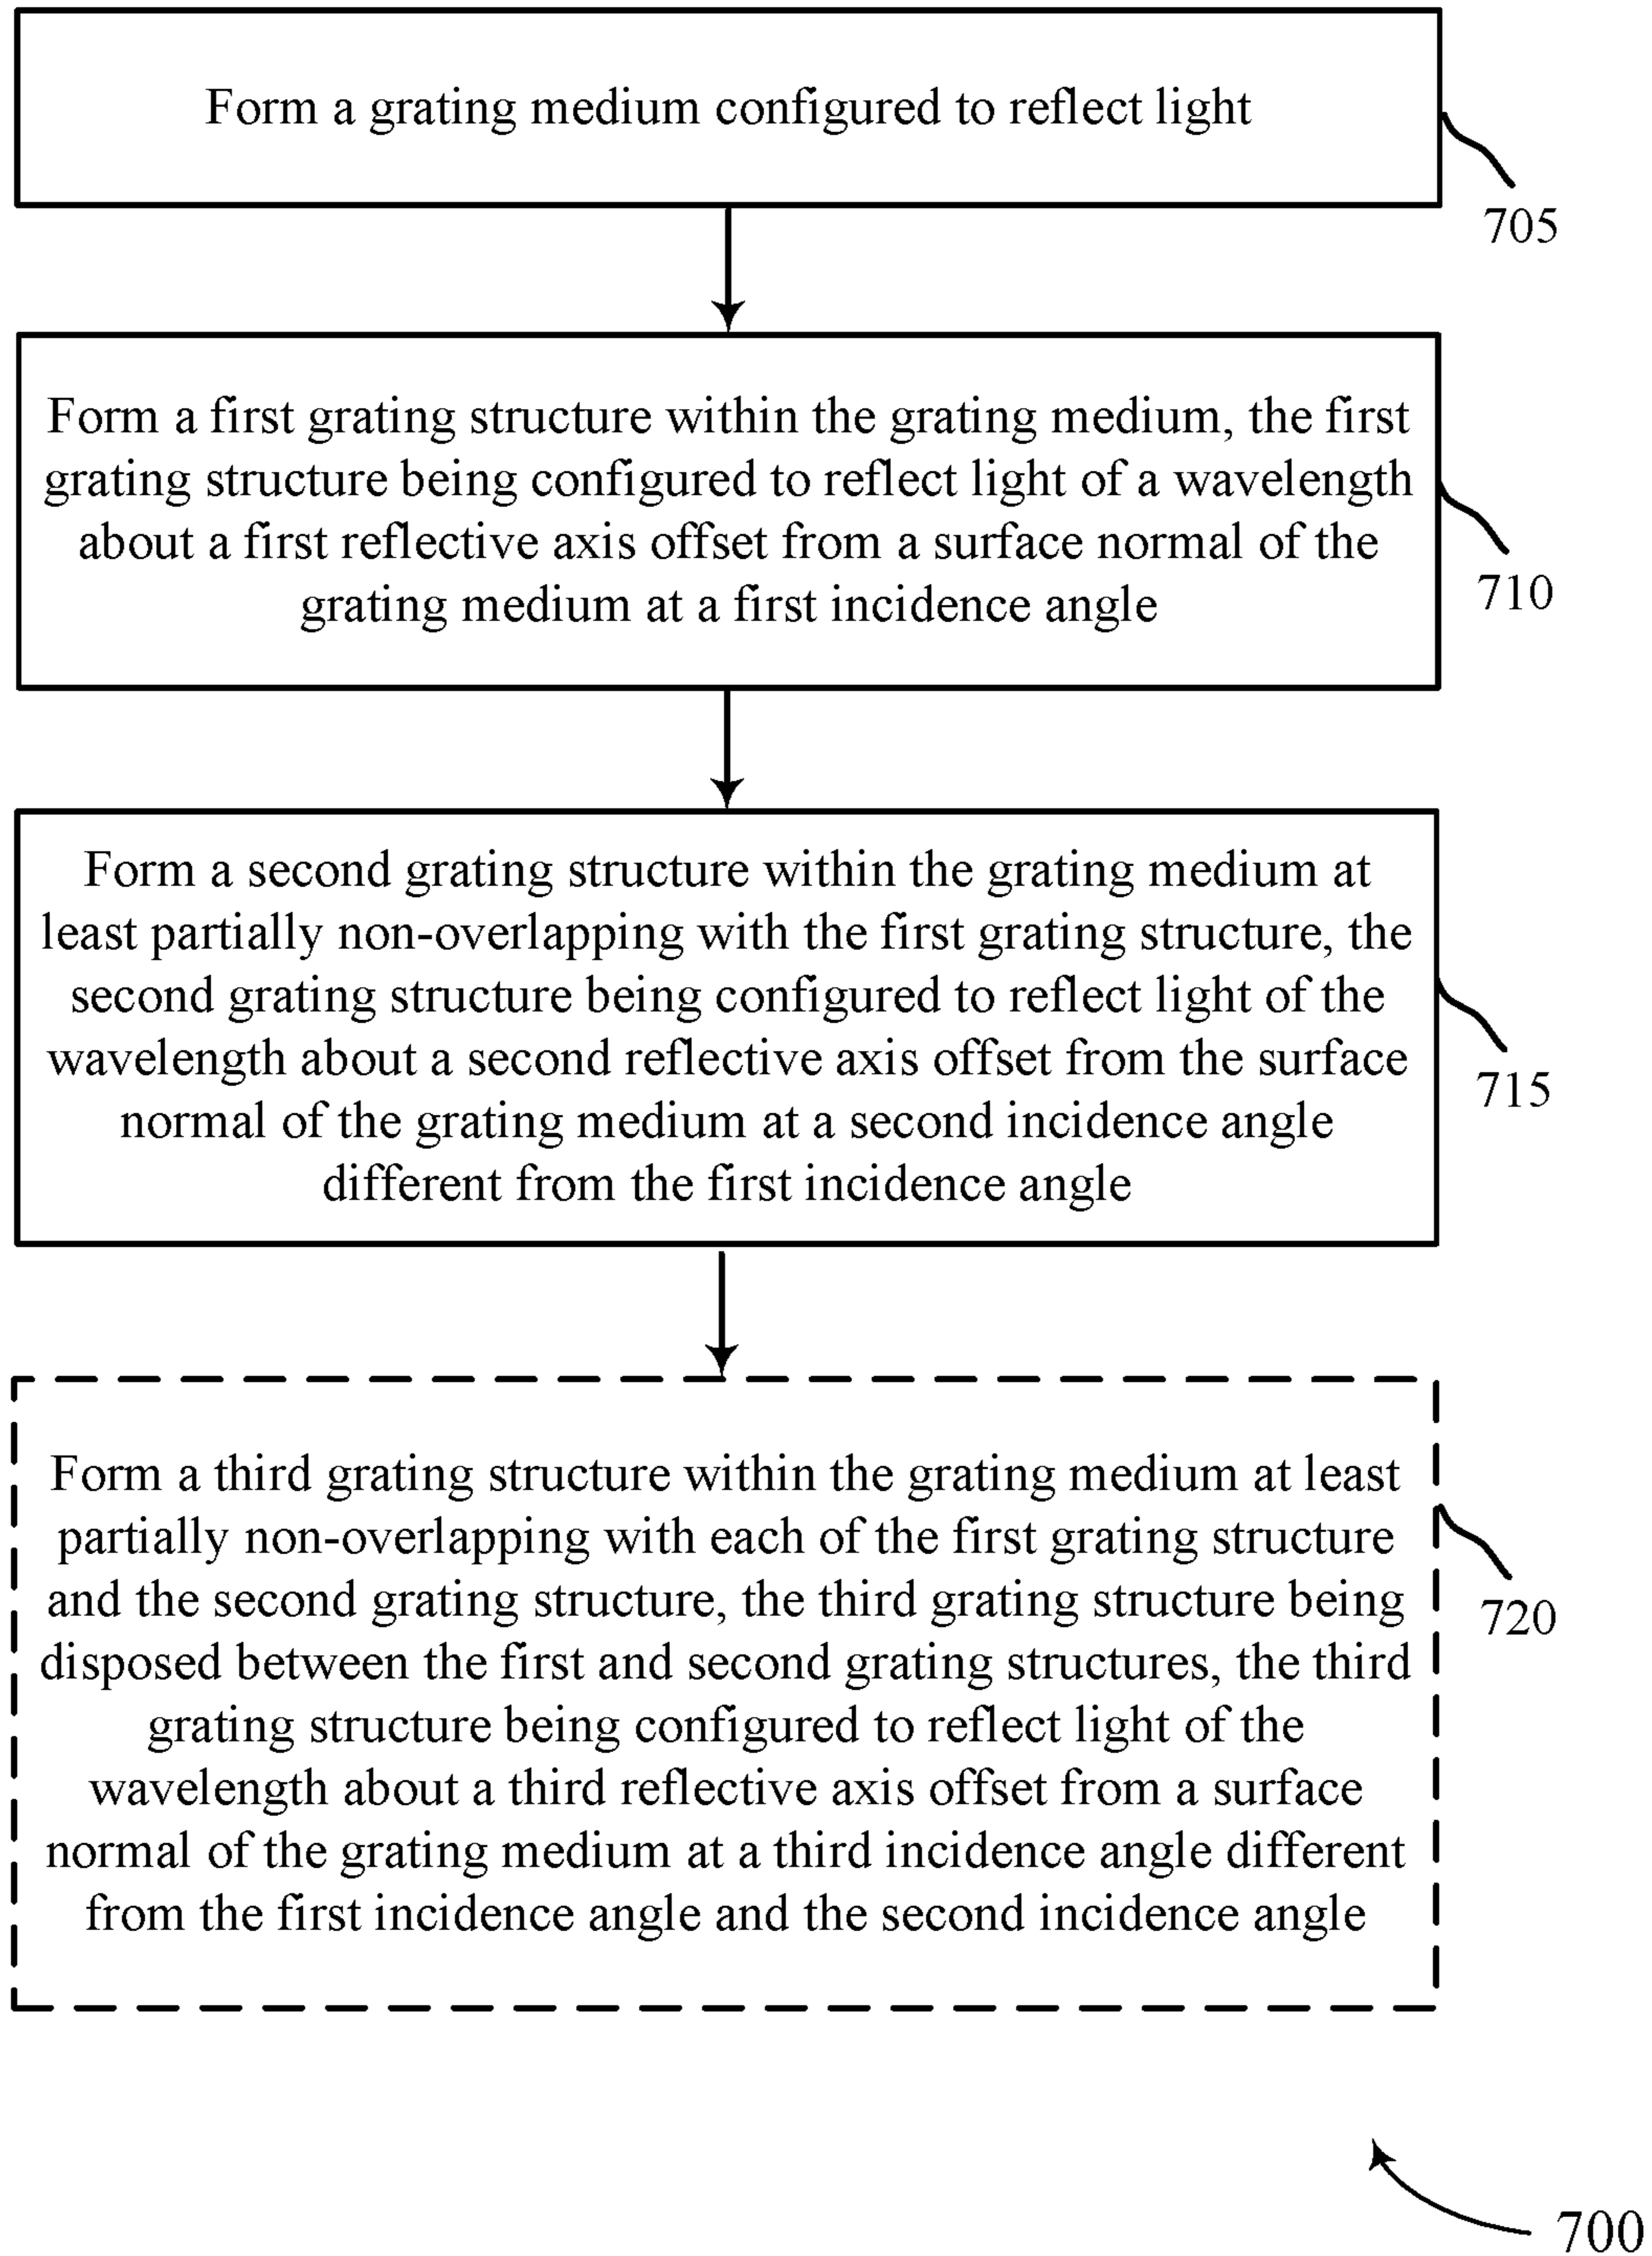 Form a grating medium configured to reflect light
705
Form a first grating structure within the grating medium, the first
grating structure being configured to reflect light of a wavelength
about a first reflective axis offset from a surface normal of the
grating medium at a first incidence angle
710
Form a second grating structure within the grating medium at
least partially non-overlapping with the first grating structure, the
second grating structure being configured to reflect light of the
wavelength about a second reflective axis offset from the surface
normal of the grating medium at a second incidence angle
different from the first incidence angle
715
Form a third grating structure within the grating medium at least
partially non-overlapping with each of the first grating structure
and the second grating structure, the third grating structure being
disposed between the first and second grating structures, the third
grating structure being configured to reflect light of the
wavelength about a third reflective axis offset from a surface
normal of the grating medium at a third incidence angle different
from the first incidence angle and the second incidence angle
720
700